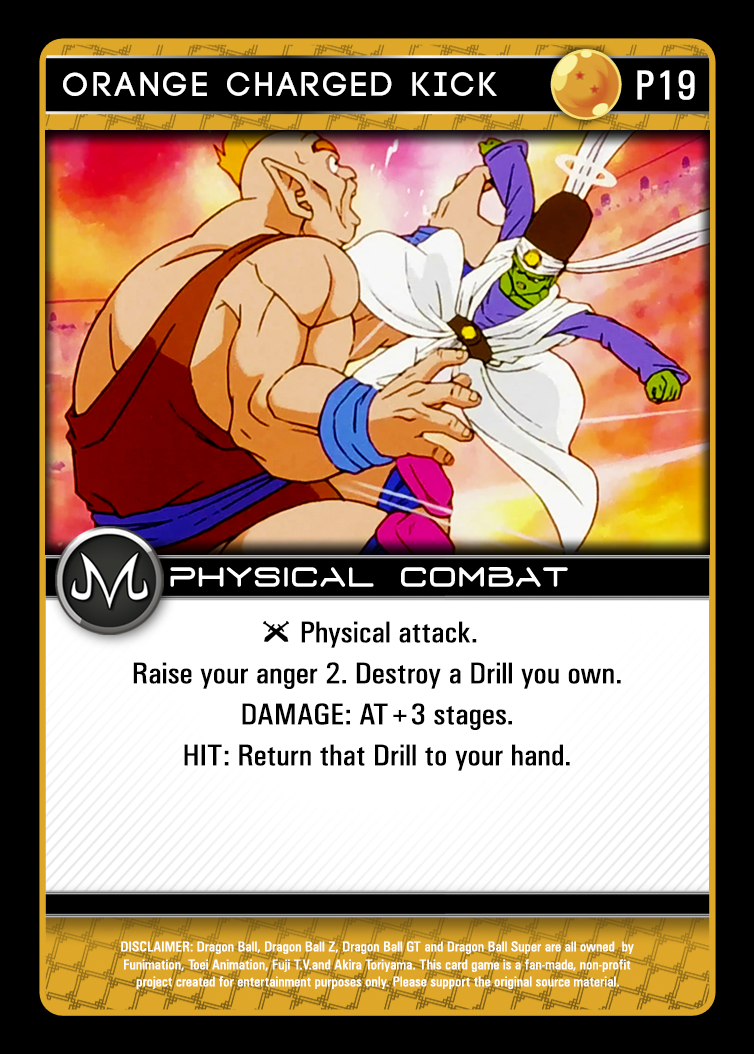 ORANGE CHARGED KICK P19
PHYSICAL COMBAT
Physical attack.
Raise your anger 2. Destroy a Drill you own.
DAMAGE: AT+3 stages.
HIT: Return that Drill to your hand.
DISCLAIMER: Dragon Ball, Dragon Ball Z, Dragon Ball GT and Dragon Ball Super are all owned by
Funimation, Toei Animation, Fuji T.V.and Akira Toriyama. This card game is a fan-made, non-profit
project created for entertainment purposes only. Please support the original source material.